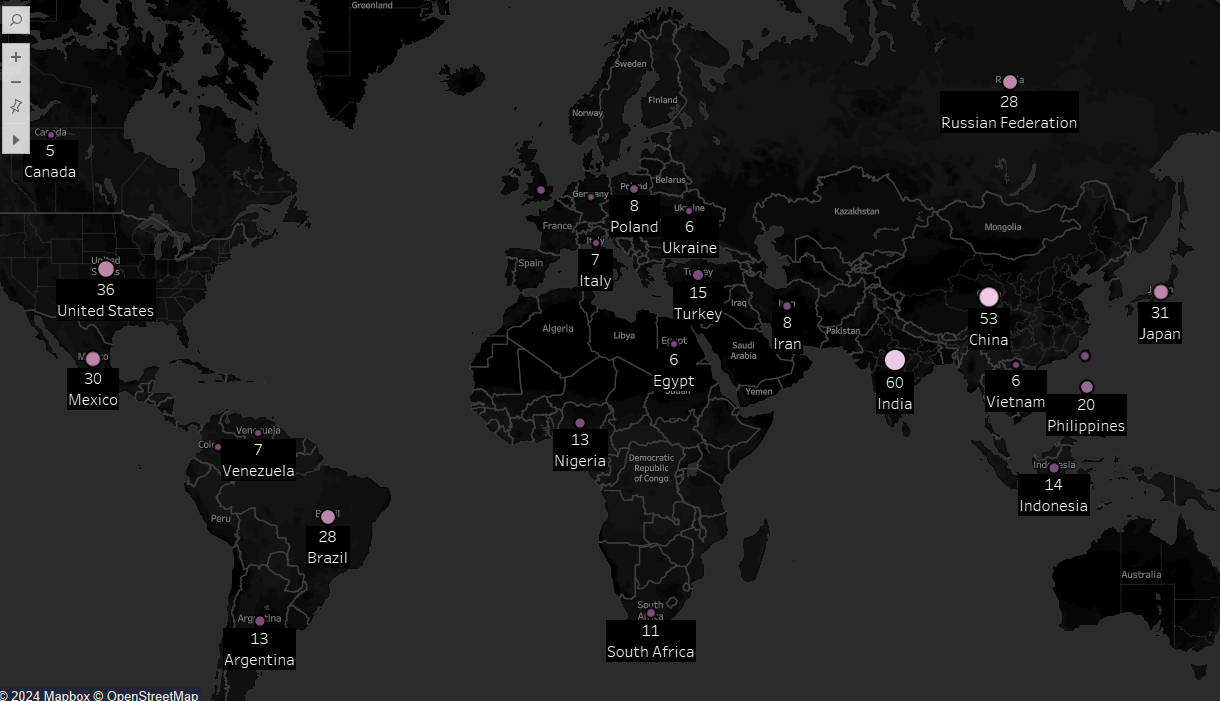 Greenland
Sweden
Finland
Norway
28
Russian Federation
Canada
5
Canada
Germany
Poland
Belarus
8
Poland
Ukraine
6
Ukraine
France
Kazakhstan
Mongolia
Italy
7
Italy
Spain
United
States
36
United States
Turkey
15
Turkey
Iraq
Iran
8
Iran
53
China
31
Japan
Algeria
Libya
Egypt
6
Egypt
Saudi
Arabia
Pakistan
Mexico
30
Mexico
60
India
6
Vietnam
20
Philippines
Sudan
Yemen
Venezuela
7
Venezuela
13
Nigeria
Democratic
Republic
of Congo
Indonesia
14
Indonesia
Peru
Brazil
28
Brazil
Australia
Argentina
13
Argentina
South
Africa
11
South Africa
© 2024 Mapbox © OpenStreetMap